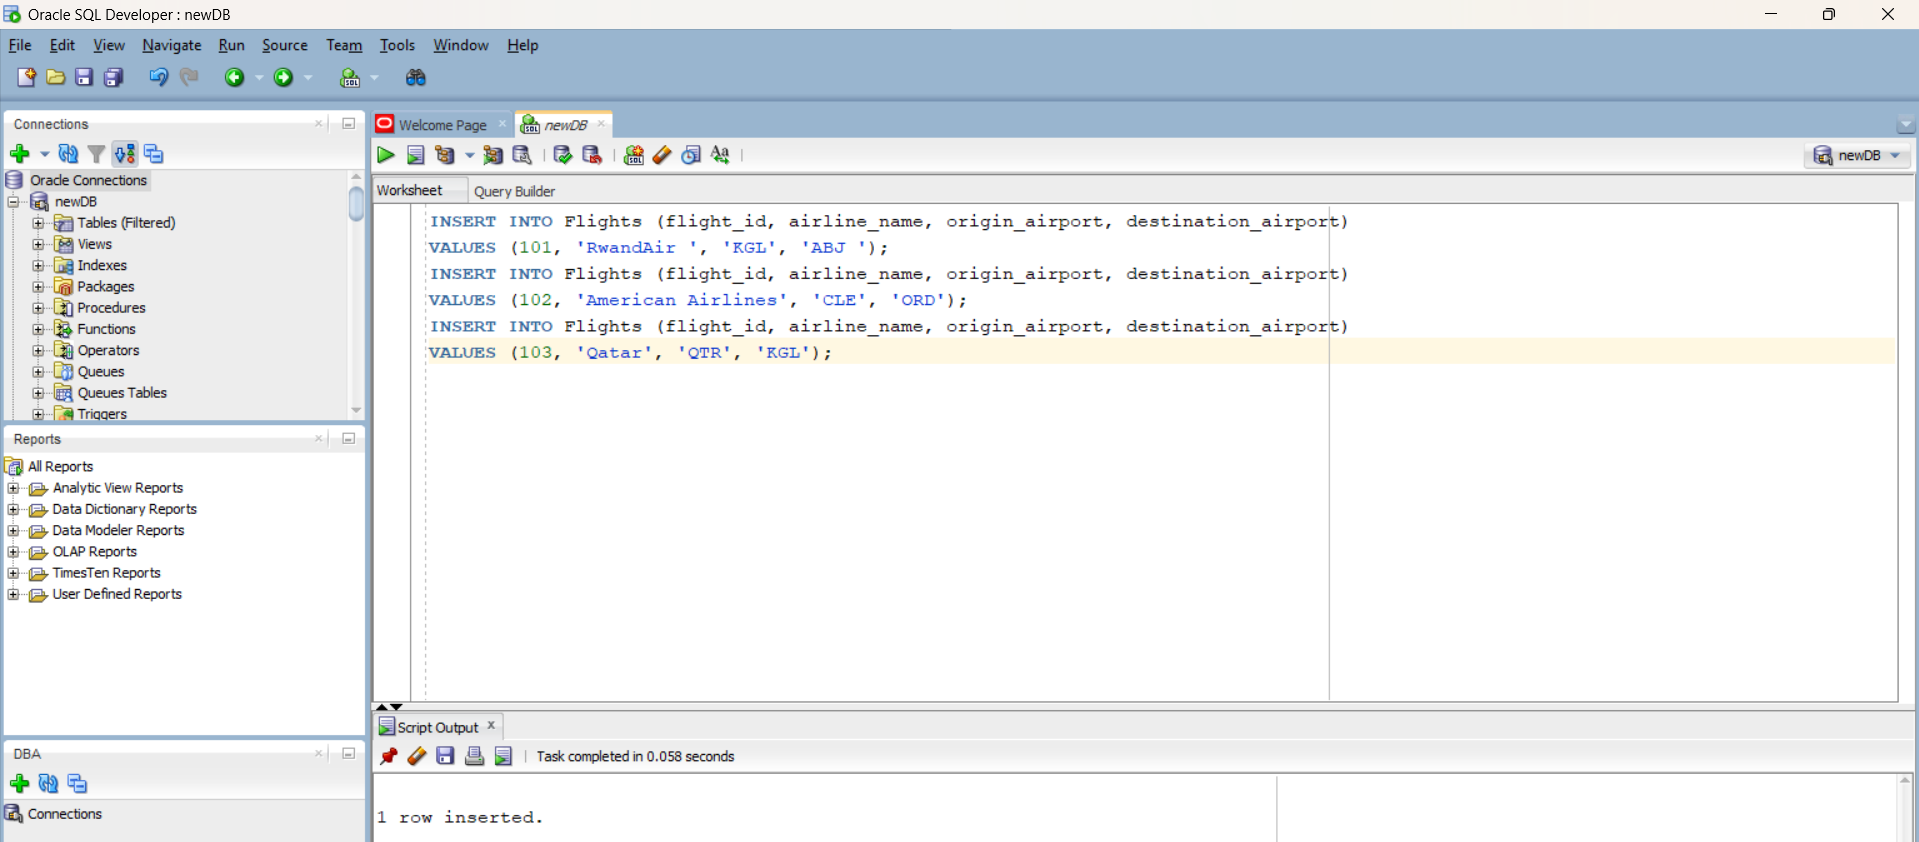 Oracle SQL Developer : newDB
File Edit View Navigate Run Source Team Tools Window Help
SQL
Connections
Oracle Connections
newDB
Tables (Filtered)
Views
Indexes
Packages
Procedures
Functions
Operators
Queues
Queues Tables
Triggers
Reports
All Reports
Analytic View Reports
Data Dictionary Reports
Data Modeler Reports
OLAP Reports
TimesTen Reports
User Defined Reports
DBA
Connections
Welcome Page
SQL newDB
SQL Aa
newDB
Worksheet Query Builder
INSERT INTO Flights (flight_id, airline_name, origin_airport, destination_airport)
VALUES (101, 'RwandAir ', 'KGL', 'ABJ ');
INSERT INTO Flights (flight_id, airline_name, origin_airport, destination_airport)
VALUES (102, 'American Airlines', 'CLE', 'ORD');
INSERT INTO Flights (flight_id, airline_name, origin_airport, destination_airport)
VALUES (103, 'Qatar', 'QTR', 'KGL');
Script Output
Task completed in 0.058 seconds
1 row inserted.